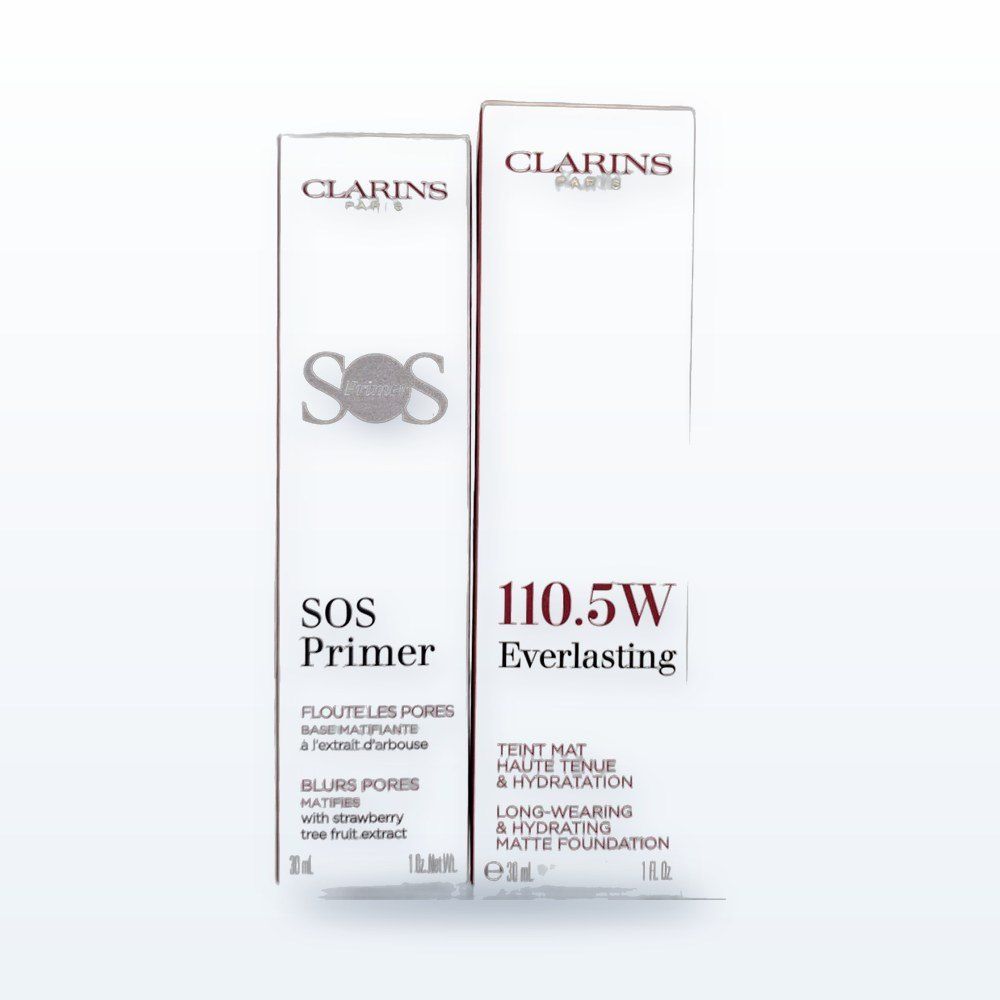 CLARINS
PARIS
SOS
Primer
SOS
Primer
FLOUTE LES PORES
BASE MATIFIANTE
à l'extrait d'arbouse
BLURS PORES
MATIFIES
with strawberry
tree fruit extract
30 mL 1 Oz. Net Wt.
CLARINS
PARIS
110.5W
Everlasting
TEINT MAT
HAUTE TENUE
& HYDRATATION
LONG-WEARING
& HYDRATING
MATTE FOUNDATION
℮ 30 mL 1 Fl. Oz